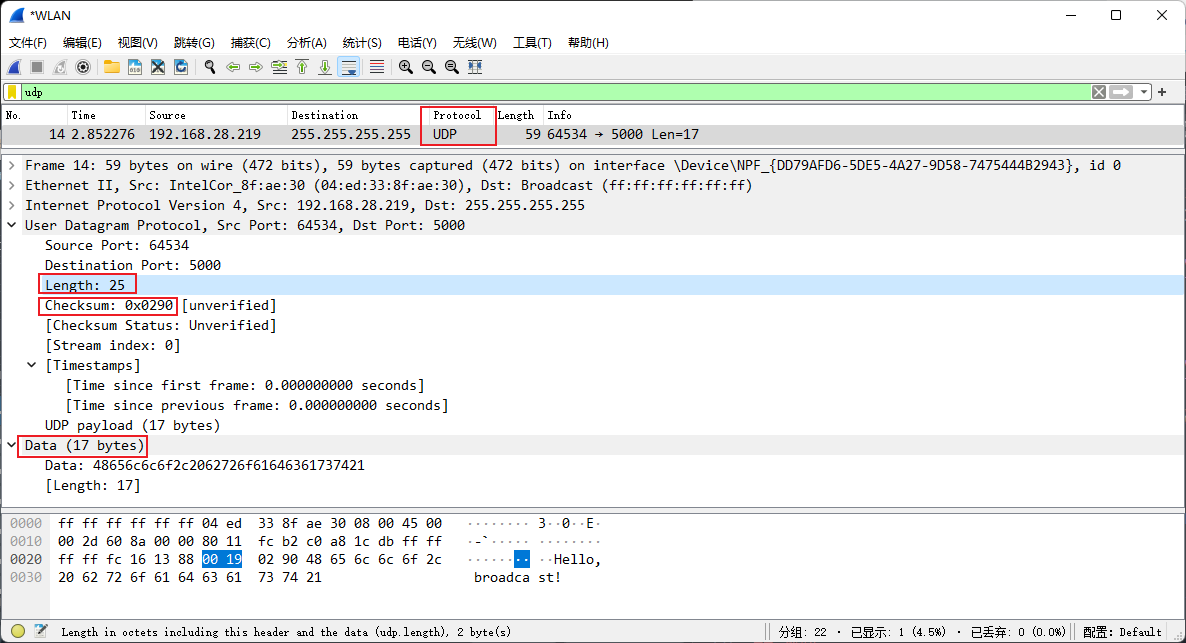 *WLAN
文件(F) 编辑(E) 视图(V) 跳转(G) 捕获(C) 分析(A) 统计(S) 电话(Y) 无线(W) 工具(T) 帮助(H)
udp
No. Time Source Destination Protocol Length Info
14 2.852276 192.168.28.219 255.255.255.255 UDP 59 64534 → 5000 Len=17
Frame 14: 59 bytes on wire (472 bits), 59 bytes captured (472 bits) on interface \Device\NPF_{DD79AFD6-5DE5-4A27-9D58-7475444B2943}, id 0
Ethernet II, Src: IntelCor_8f:ae:30 (04:ed:33:8f:ae:30), Dst: Broadcast (ff:ff:ff:ff:ff:ff)
Internet Protocol Version 4, Src: 192.168.28.219, Dst: 255.255.255.255
User Datagram Protocol, Src Port: 64534, Dst Port: 5000
Source Port: 64534
Destination Port: 5000
Length: 25
Checksum: 0x0290 [unverified]
[Checksum Status: Unverified]
[Stream index: 0]
[Timestamps]
[Time since first frame: 0.000000000 seconds]
[Time since previous frame: 0.000000000 seconds]
UDP payload (17 bytes)
Data (17 bytes)
Data: 48656c6c6f2c2062726f61646361737421
[Length: 17]
0000 ff ff ff ff ff ff 04 ed 33 8f ae 30 08 00 45 00 ········ 3··0··E·
0010 00 2d 60 8a 00 00 80 11 fc b2 c0 a8 1c db ff ff ·-`····· ········
0020 ff ff fc 16 13 88 00 19 02 90 48 65 6c 6c 6f 2c ········ ··Hello,
0030 20 62 72 6f 61 64 63 61 73 74 21 broadca st!
Length in octets including this header and the data (udp.length), 2 byte(s) 分组: 22 · 已显示: 1 (4.5%) · 已丢弃: 0 (0.0%) 配置: Default